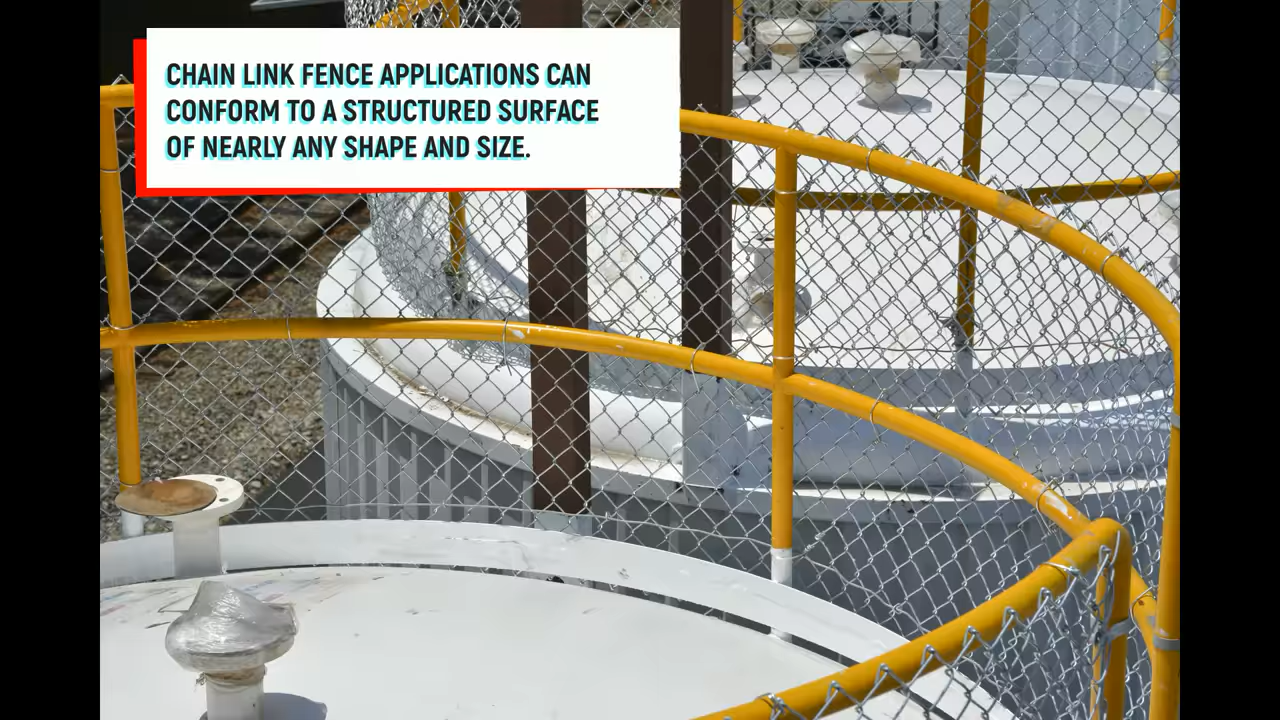 CHAIN LINK FENCE APPLICATIONS CAN
CONFORM TO A STRUCTURED SURFACE
OF NEARLY ANY SHAPE AND SIZE.